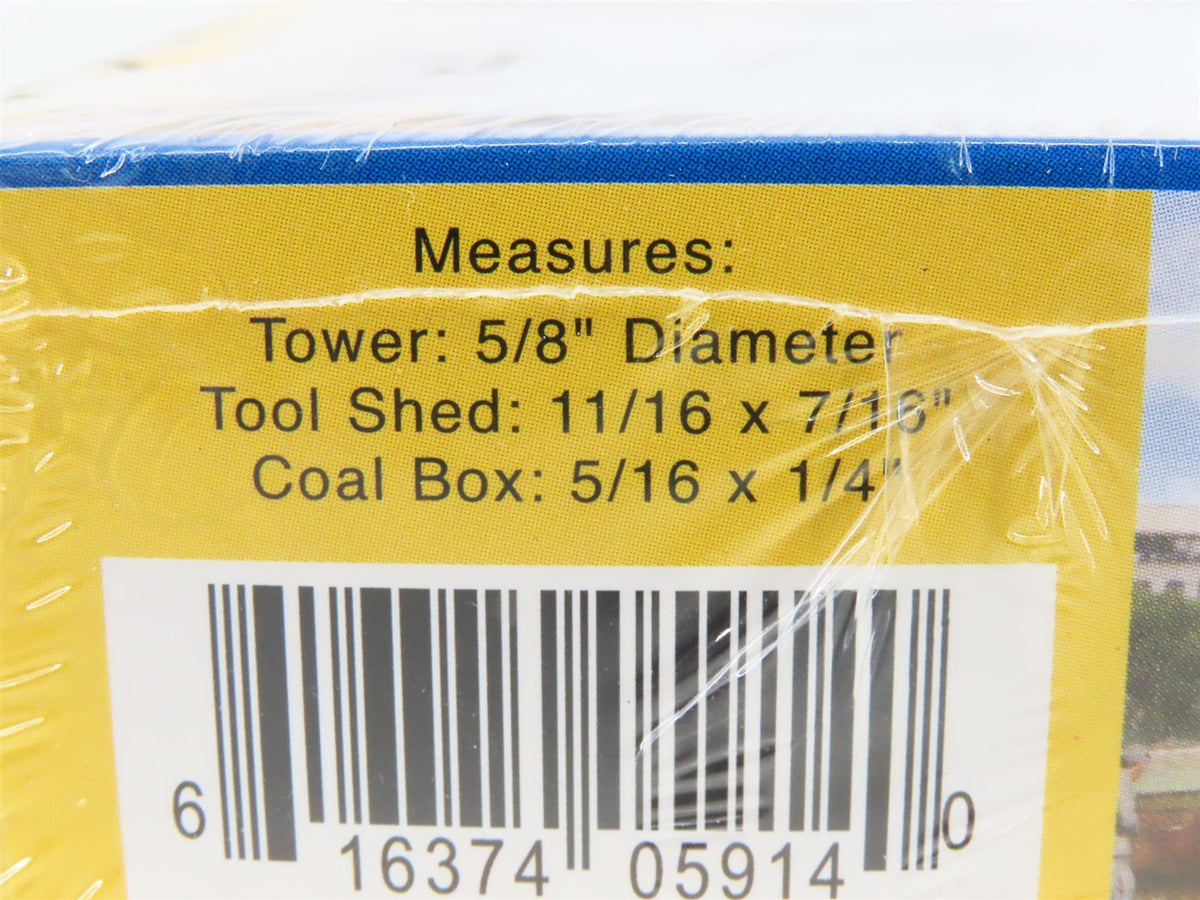 Measures:
Tower: 5/8" Diameter
Tool Shed: 11/16 x 7/16"
Coal Box: 5/16 x 1/4"
6 16374 05914 0